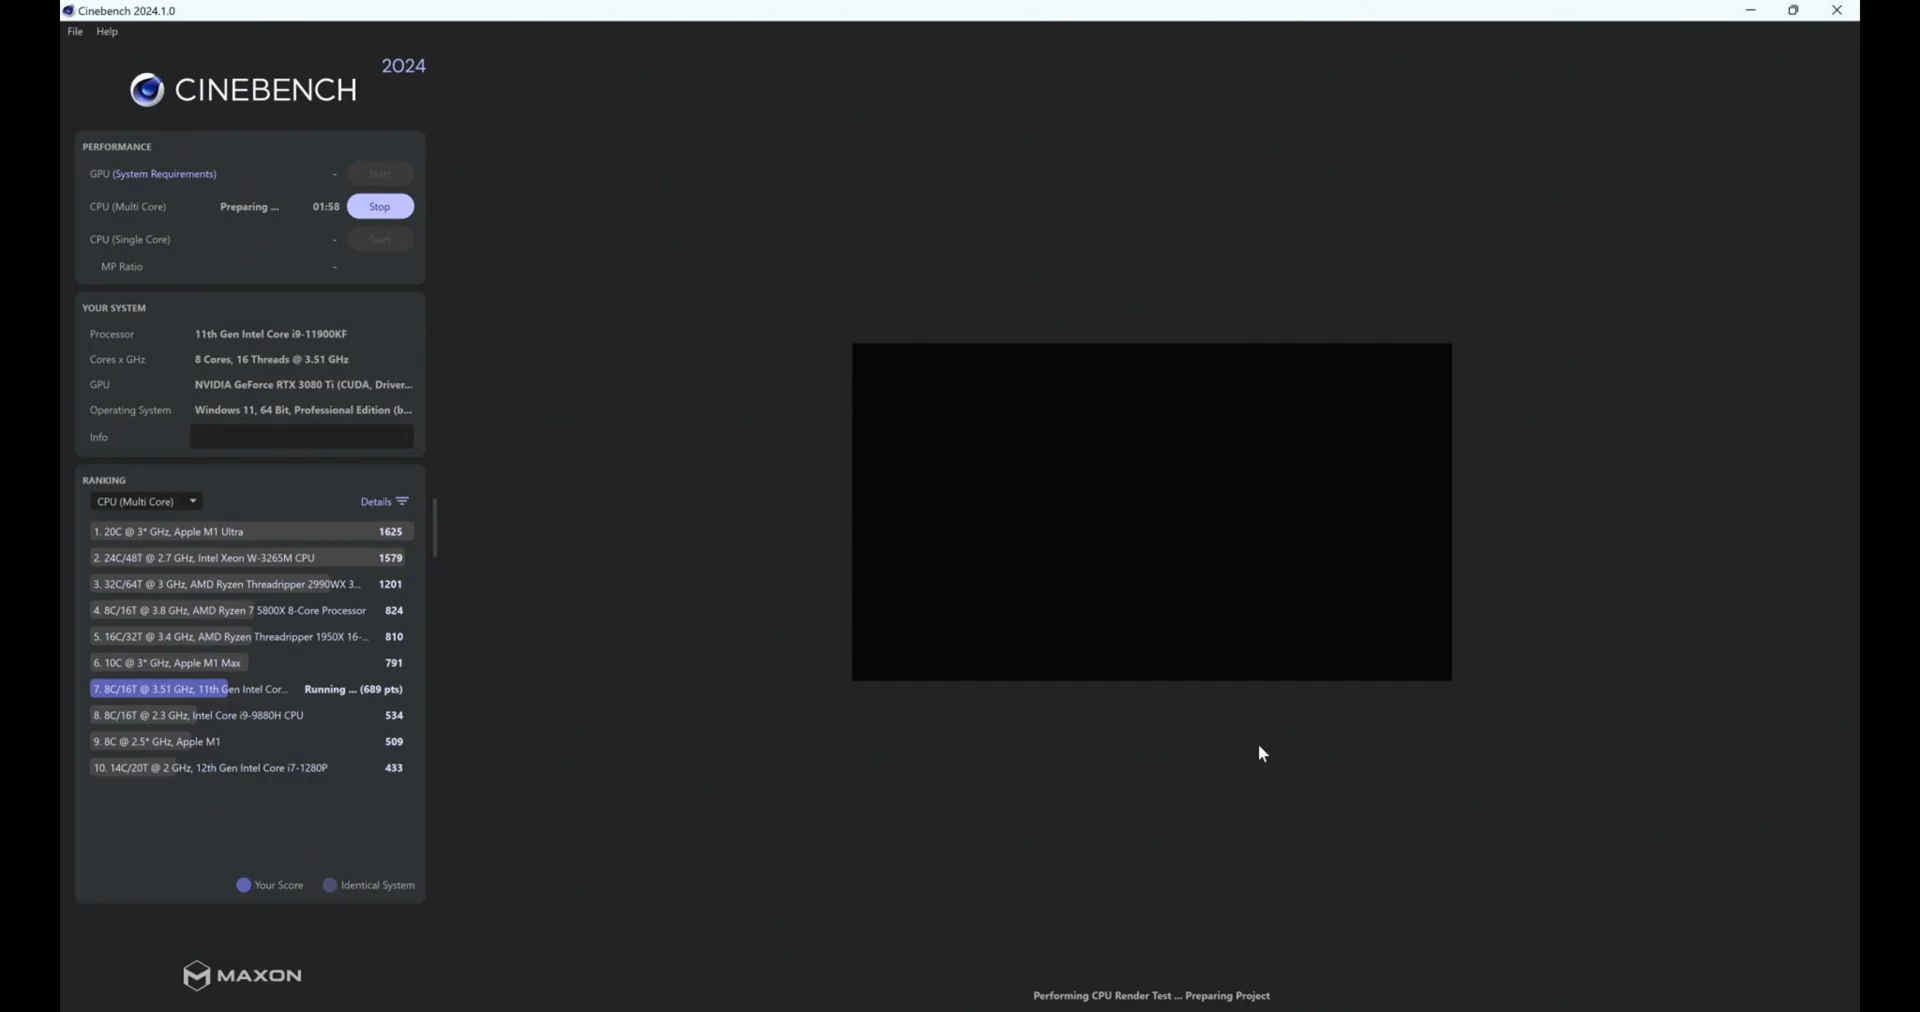 Cinebench 2024.1.0
File Help
2024
CINEBENCH
PERFORMANCE
GPU (System Requirements) - Start
CPU (Multi Core) Preparing ... 01:58 Stop
CPU (Single Core) - Start
MP Ratio -
YOUR SYSTEM
Processor 11th Gen Intel Core i9-11900KF
Cores x GHz 8 Cores, 16 Threads @ 3.51 GHz
GPU NVIDIA GeForce RTX 3080 Ti (CUDA, Driver...
Operating System Windows 11, 64 Bit, Professional Edition (b...
Info
RANKING
CPU (Multi Core) Details
1. 20C @ 3* GHz, Apple M1 Ultra 1625
2. 24C/48T @ 2.7 GHz, Intel Xeon W-3265M CPU 1579
3. 32C/64T @ 3 GHz, AMD Ryzen Threadripper 2990WX 3... 1201
4. 8C/16T @ 3.8 GHz, AMD Ryzen 7 5800X 8-Core Processor 824
5. 16C/32T @ 3.4 GHz, AMD Ryzen Threadripper 1950X 16-... 810
6. 10C @ 3* GHz, Apple M1 Max 791
7. 8C/16T @ 3.51 GHz, 11th Gen Intel Cor... Running ... (689 pts)
8. 8C/16T @ 2.3 GHz, Intel Core i9-9880H CPU 534
9. 8C @ 2.5* GHz, Apple M1 509
10. 14C/20T @ 2 GHz, 12th Gen Intel Core i7-1280P 433
Your Score Identical System
MAXON
Performing CPU Render Test ... Preparing Project